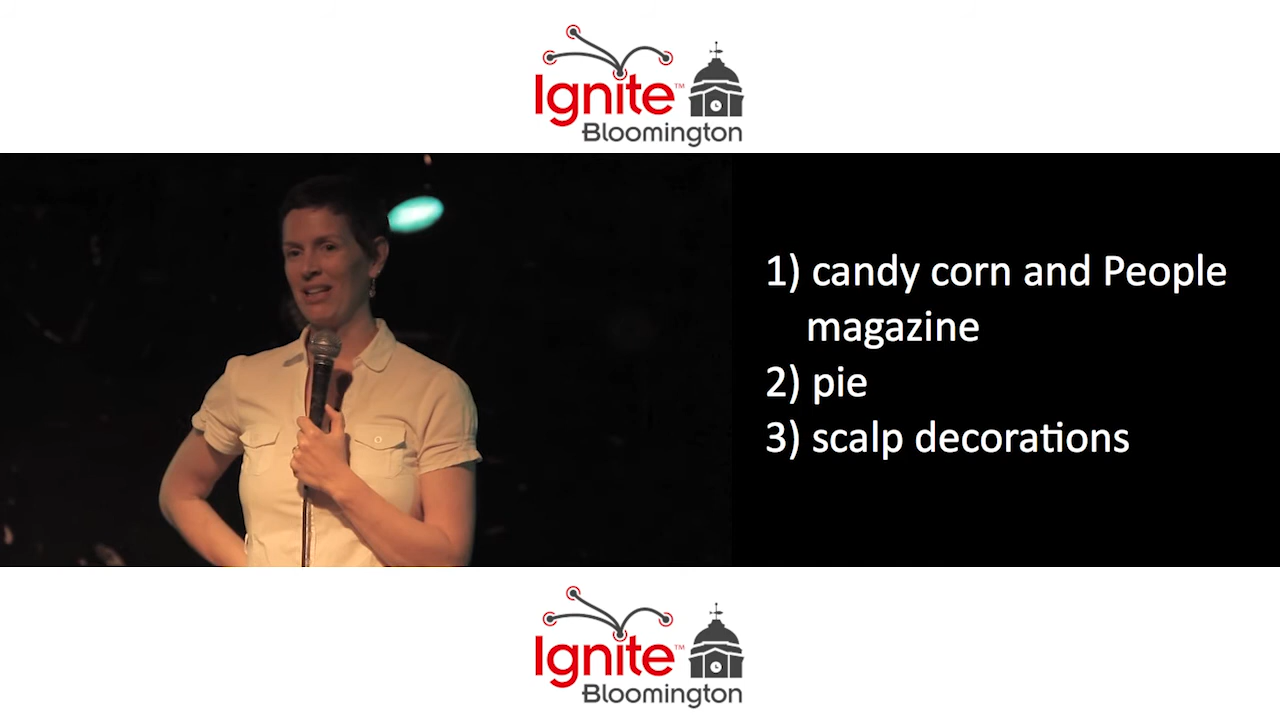 Ignite™
Bloomington
1) candy corn and People
magazine
2) pie
3) scalp decorations
Ignite™
Bloomington